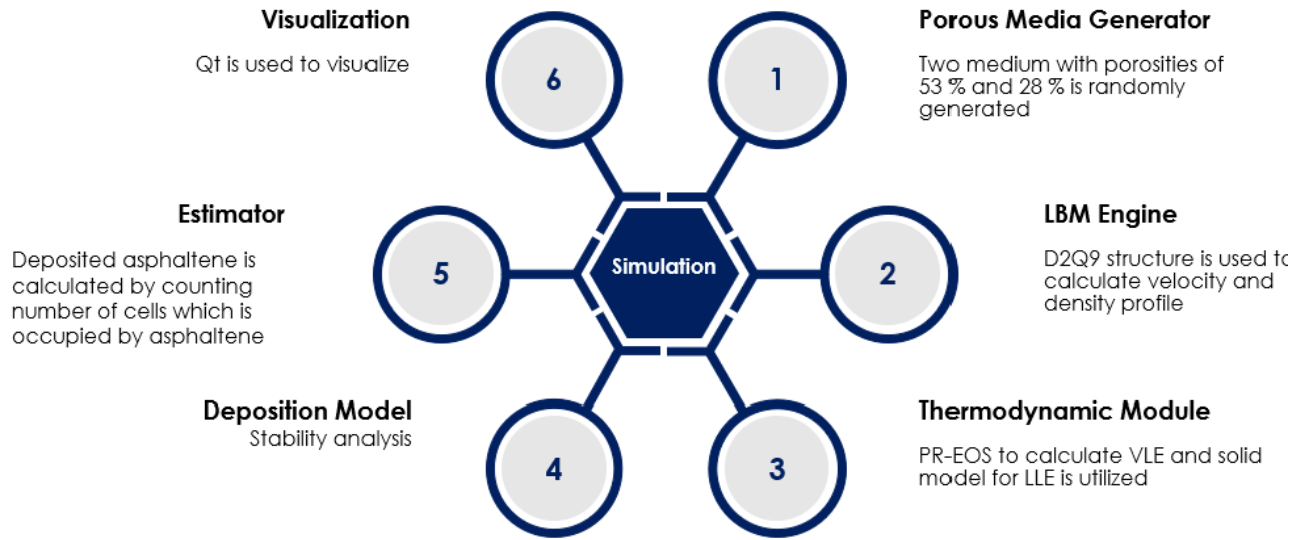 Visualization
Qt is used to visualize
6
1
Porous Media Generator
Two medium with porosities of
53 % and 28 % is randomly
generated
Estimator
Deposited asphaltene is
calculated by counting
number of cells which is
occupied by asphaltene
5
Simulation
2
LBM Engine
D2Q9 structure is used to
calculate velocity and
density profile
Deposition Model
Stability analysis
4
3
Thermodynamic Module
PR-EOS to calculate VLE and solid
model for LLE is utilized